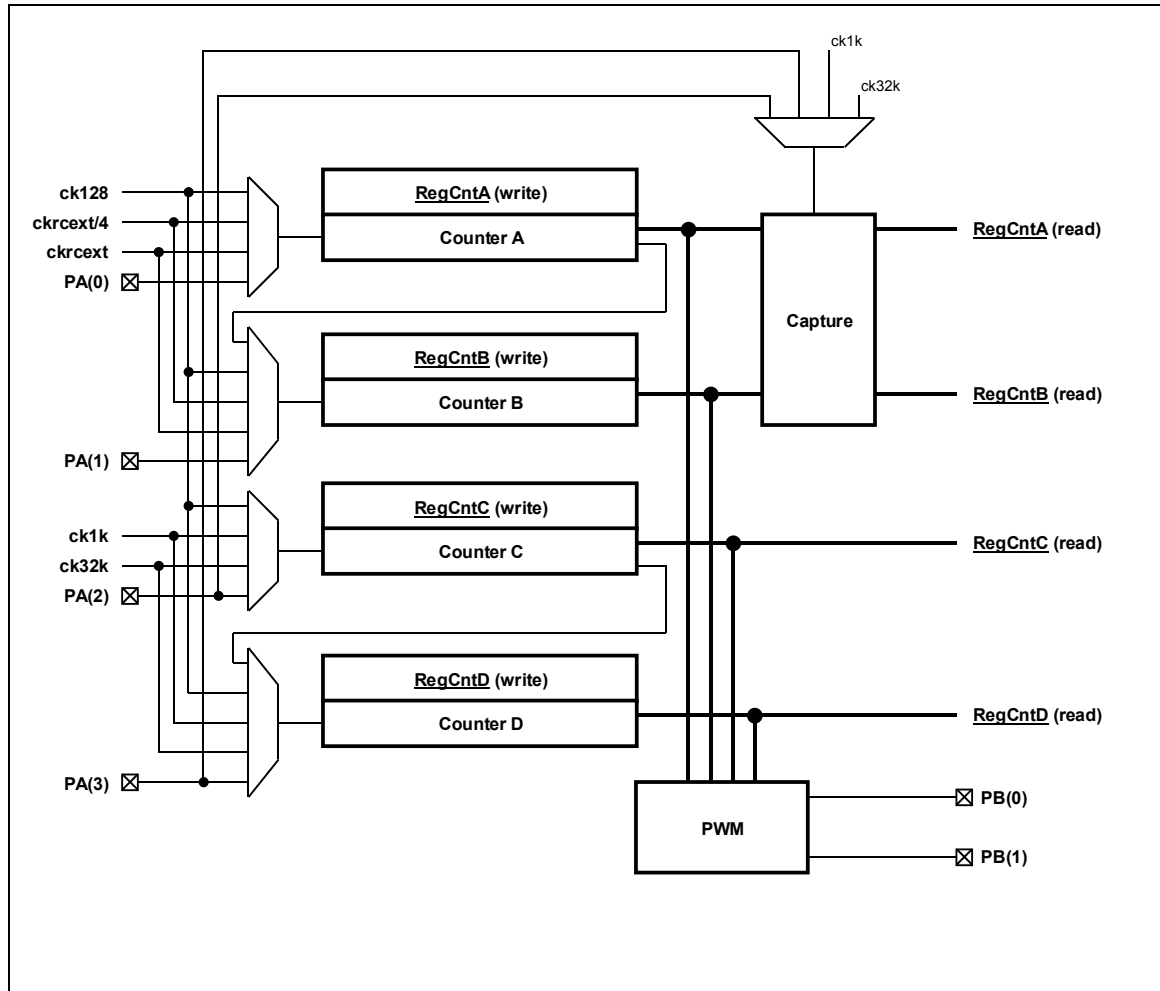 ck1k
ck32k
ck128
ckrcext/4
ckrcext
PA(0)
RegCntA (write)
Counter A
RegCntA (read)
Capture
PA(1)
RegCntB (write)
Counter B
RegCntB (read)
ck1k
ck32k
PA(2)
RegCntC (write)
Counter C
RegCntC (read)
PA(3)
RegCntD (write)
Counter D
RegCntD (read)
PWM
PB(0)
PB(1)